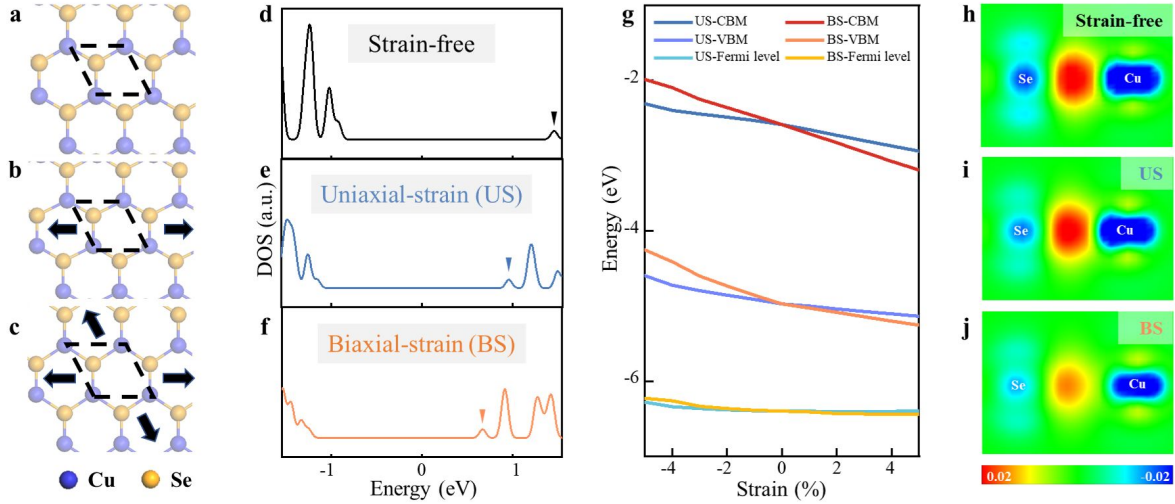 a
b
c
Cu
Se
d
Strain-free
e
Uniaxial-strain (US)
f
Biaxial-strain (BS)
DOS (a.u.)
-1
0
1
Energy (eV)
g
US-CBM
BS-CBM
US-VBM
BS-VBM
US-Fermi level
BS-Fermi level
-2
-4
-6
Energy (eV)
-4
-2
0
2
4
Strain (%)
h
Strain-free
Se
Cu
i
US
Se
Cu
j
BS
Se
Cu
0.02
-0.02